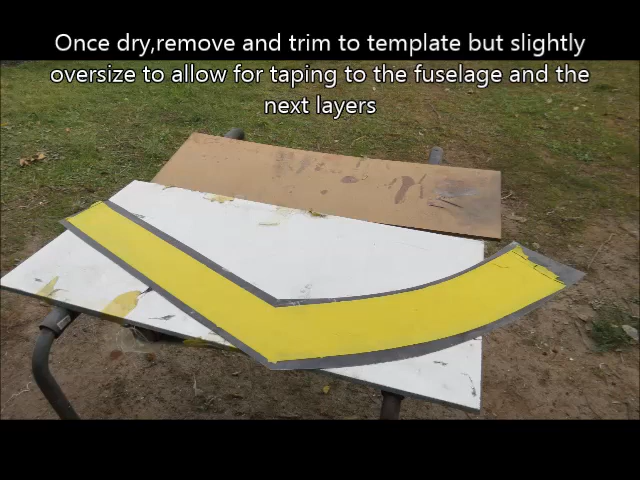 Once dry,remove and trim to template but slightly
oversize to allow for taping to the fuselage and the
next layers